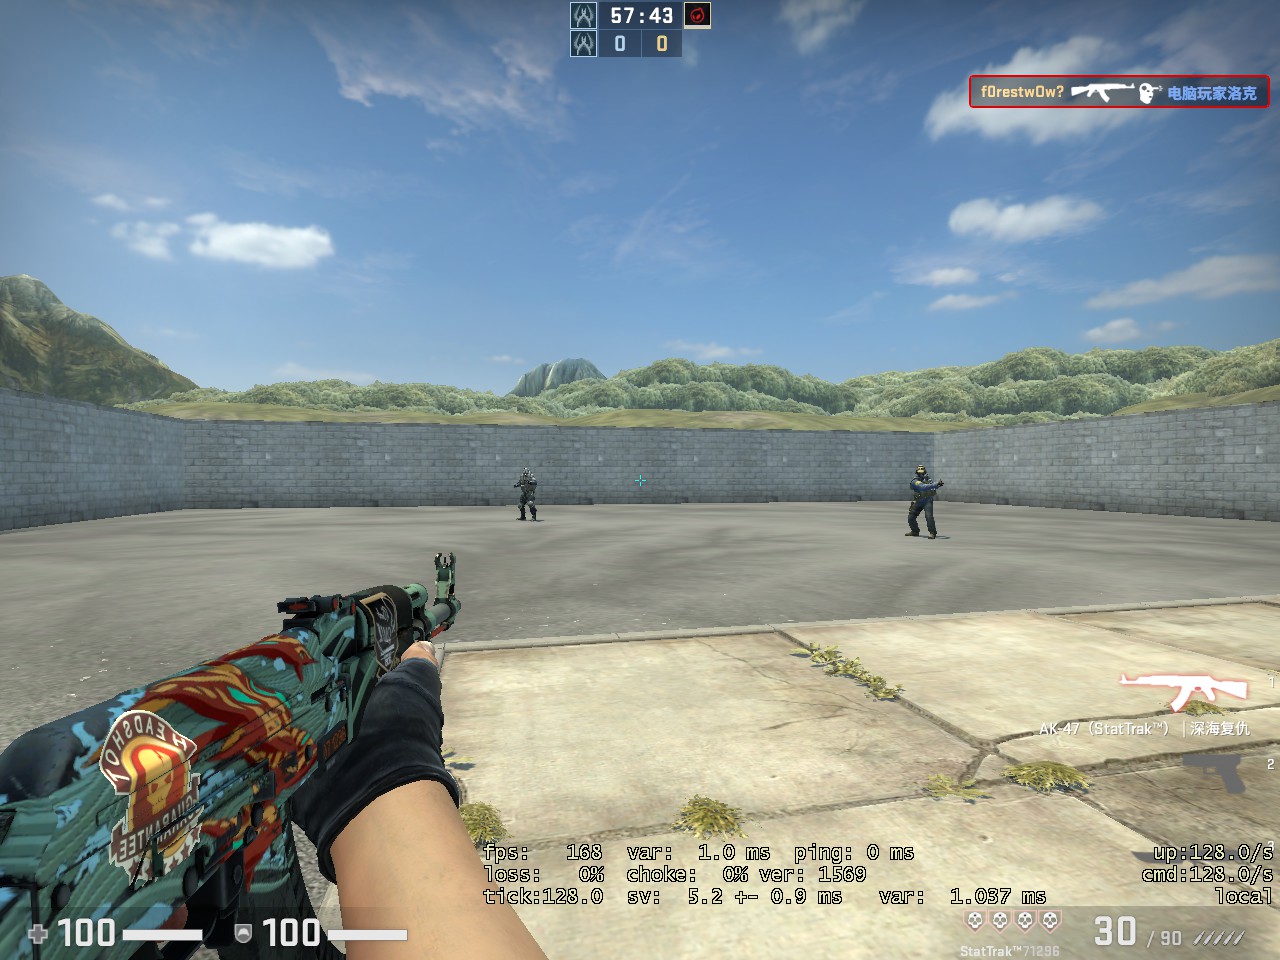 57:43
0 0
f0restw0w? 电脑玩家洛克
1
AK-47（StatTrak™）｜深海复仇
2
HEADSHOT
GUARANTEE
fps: 168 var: 1.0 ms ping: 0 ms
up:128.0/s
loss: 0% choke: 0% ver: 1569
cmd:128.0/s
tick:128.0 sv: 5.2 +- 0.9 ms var: 1.037 ms
local
100 100
30 / 90
StatTrak™71296